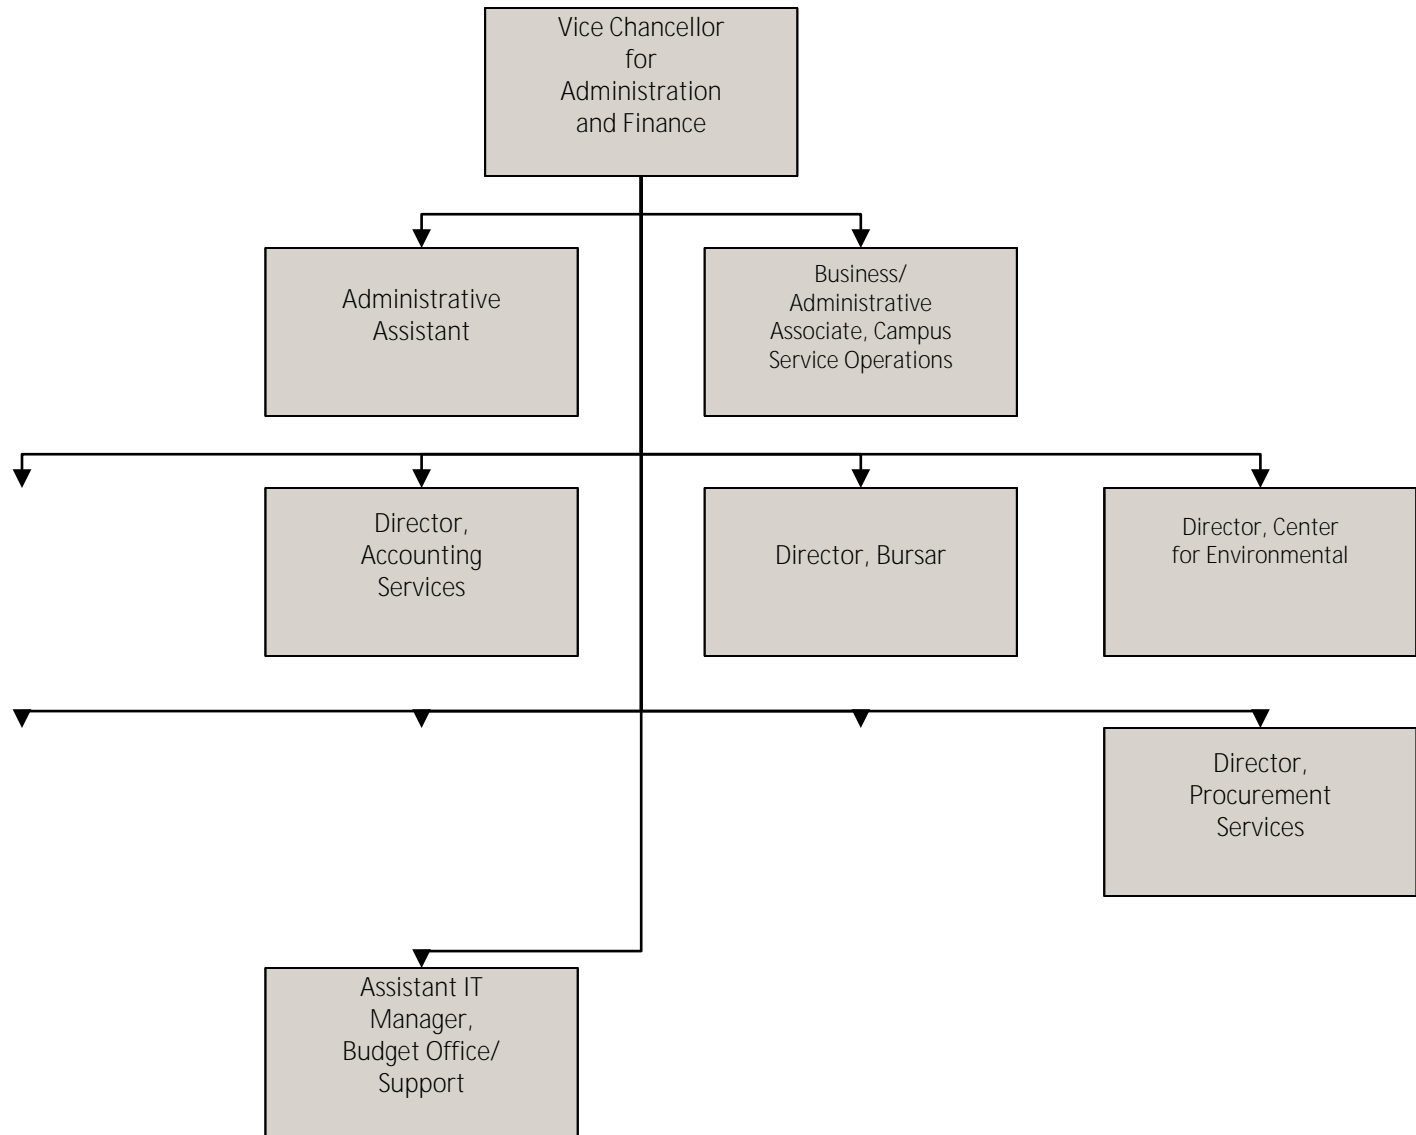 Vice Chancellor
for
Administration
and Finance
Administrative
Assistant
Business/
Administrative
Associate, Campus
Service Operations
Director,
Accounting
Services
Director, Bursar
Director, Center
for Environmental
Director,
Procurement
Services
Assistant IT
Manager,
Budget Office/
Support